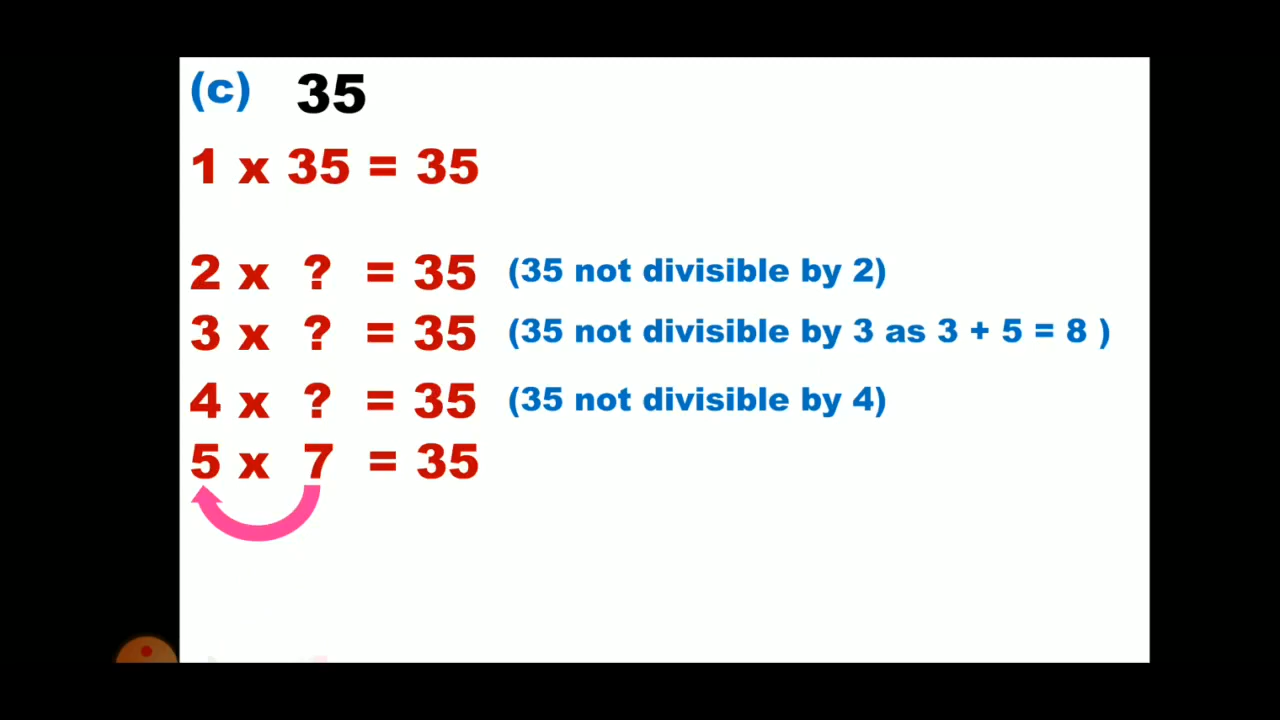 (c) 35
1 x 35 = 35
2 x ? = 35 (35 not divisible by 2)
3 x ? = 35 (35 not divisible by 3 as 3 + 5 = 8 )
4 x ? = 35 (35 not divisible by 4)
5 x 7 = 35